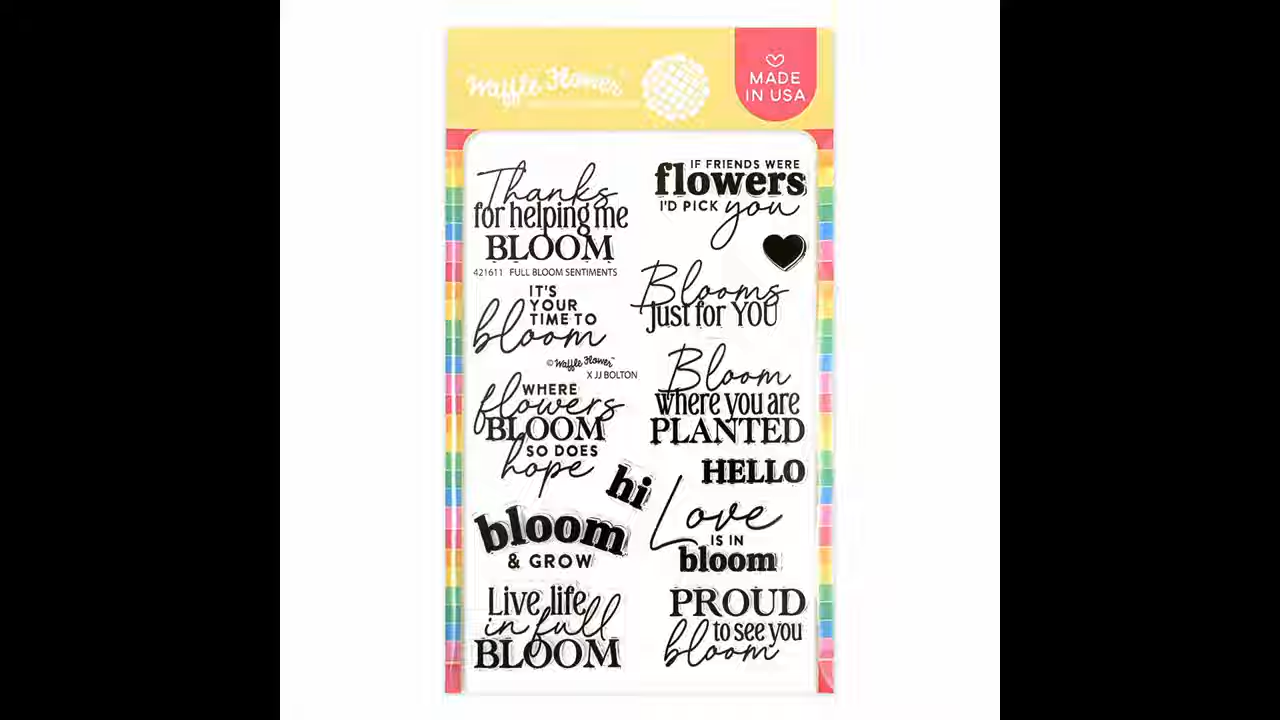 Waffle Flower
MADE
IN USA
Thanks
for helping me
BLOOM
421611 FULL BLOOM SENTIMENTS
IF FRIENDS WERE
flowers
I'D PICK you
Blooms
Just for YOU
IT'S
YOUR
TIME TO
bloom
© Waffle Flower™
X JJ BOLTON
Bloom
where you are
PLANTED
WHERE
flowers
BLOOM
SO DOES
hope
hi
HELLO
Love
IS IN
bloom
bloom
& GROW
Live life
in full
BLOOM
PROUD
to see you
bloom